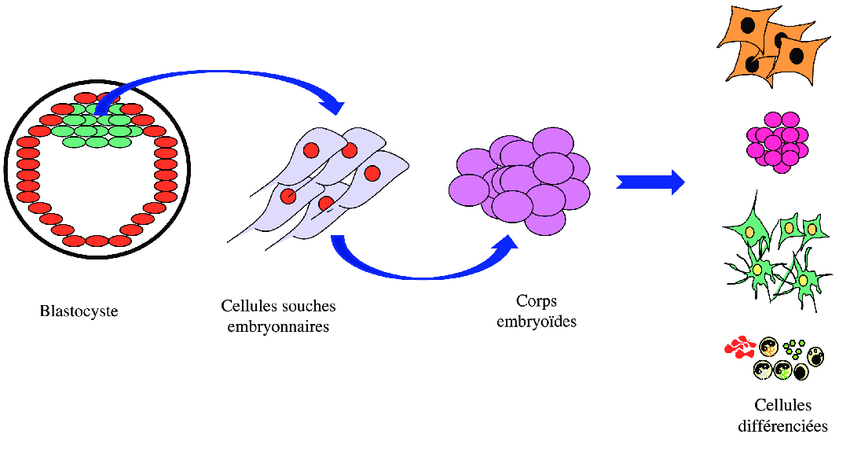 Blastocyste
Cellules souches
embryonnaires
Corps
embryoïdes
Cellules
différenciées